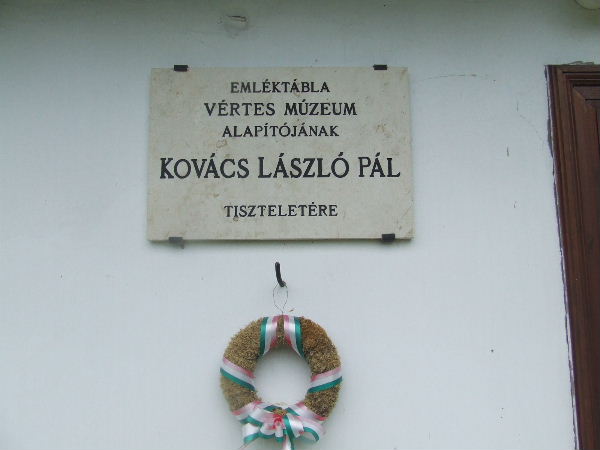 EMLÉKTÁBLA
VÉRTES MÚZEUM
ALAPÍTÓJÁNAK
KOVÁCS LÁSZLÓ PÁL
TISZTELETÉRE